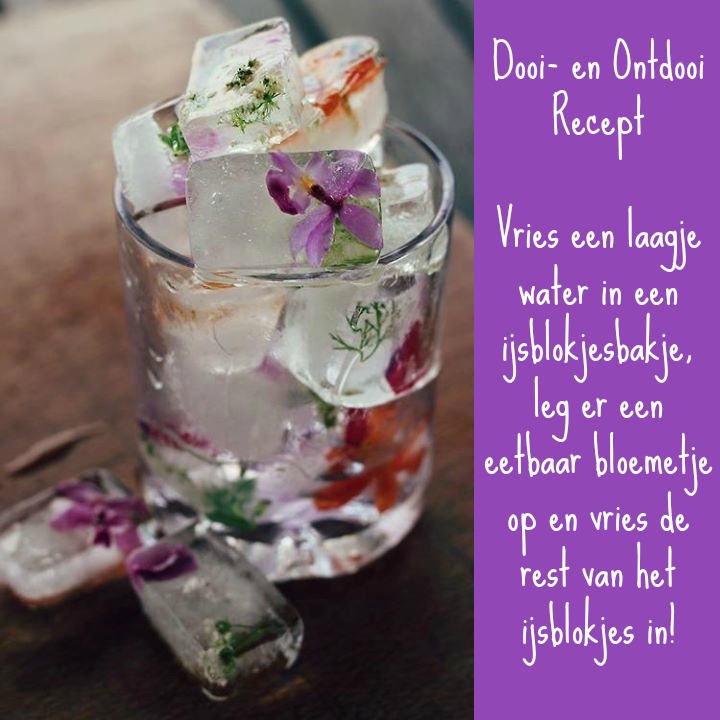 Dooi- en Ontdooi
Recept
Vries een laagje
water in een
ijsblokjesbakje,
leg er een
eetbaar bloemetje
op en vries de
rest van het
ijsblokjes in!